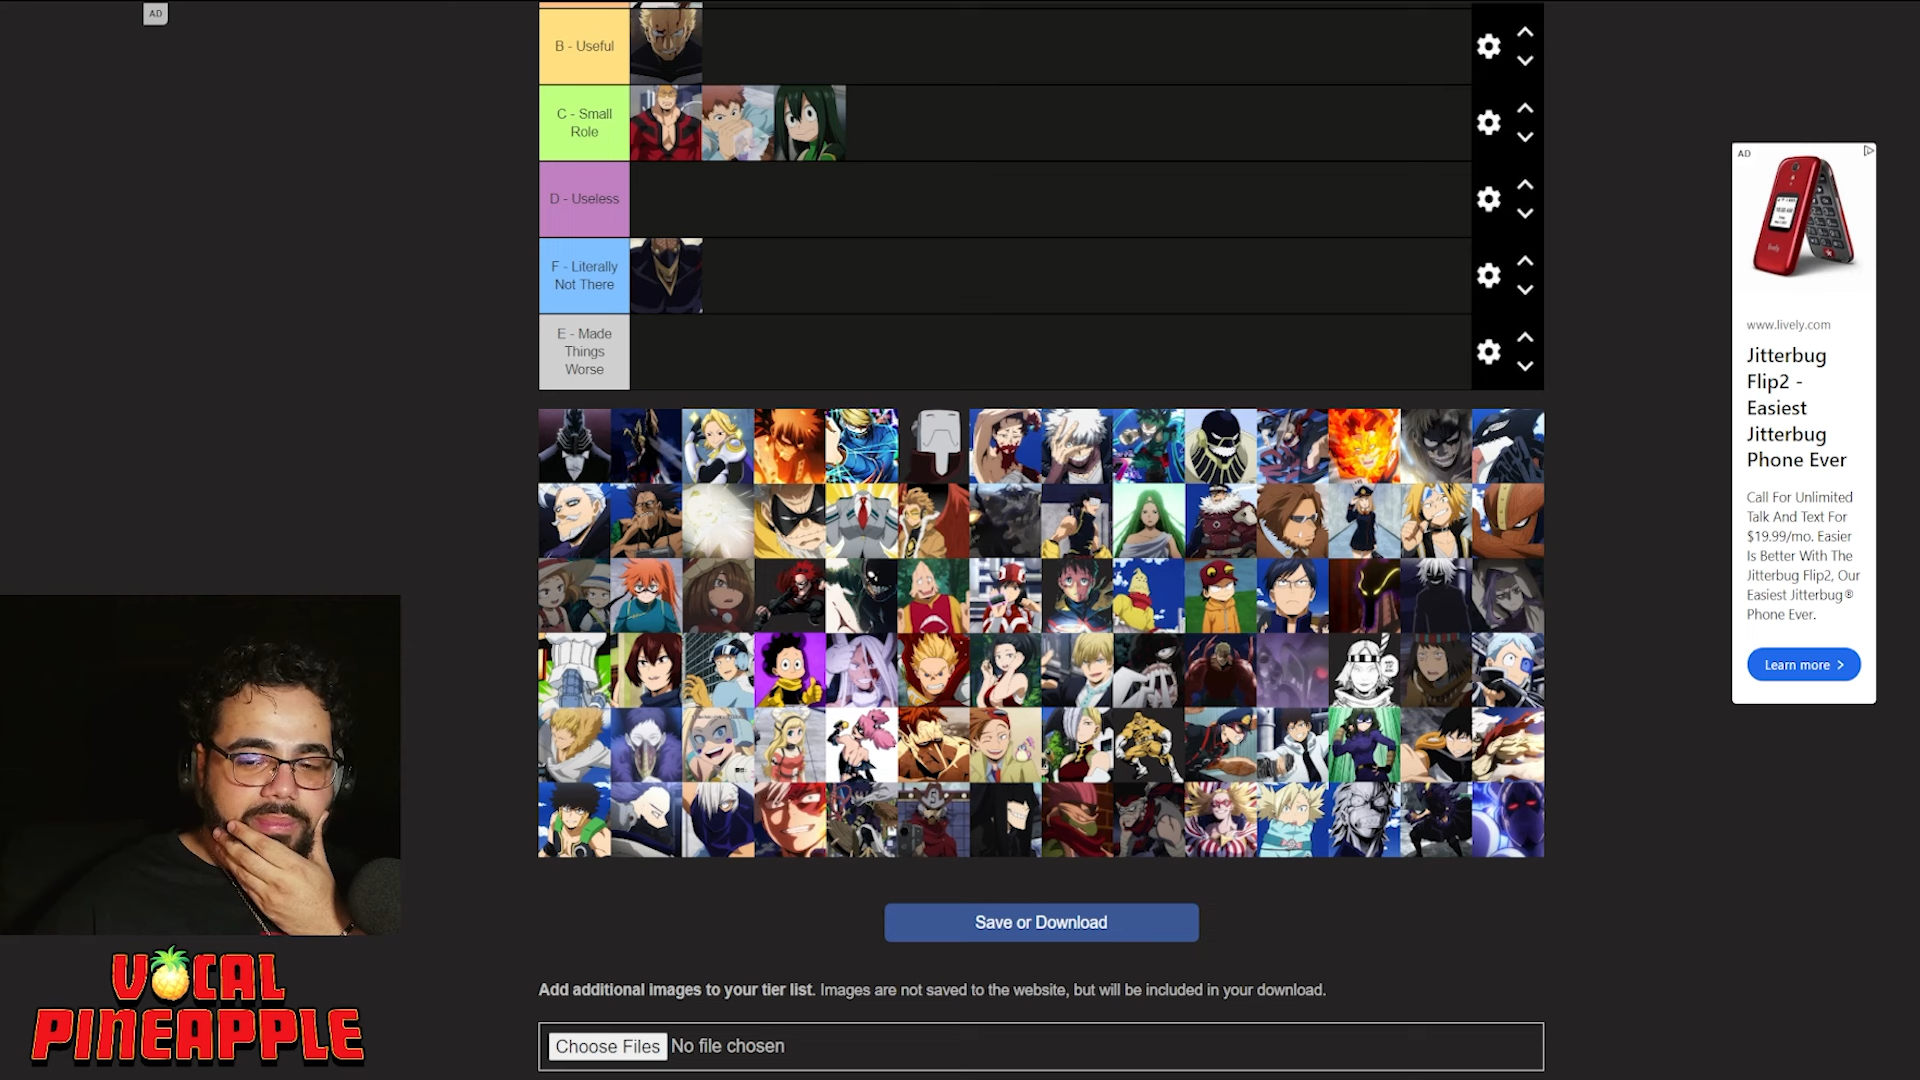 AD
B - Useful
C - Small
Role
D - Useless
F - Literally
Not There
E - Made
Things
Worse
AD
www.lively.com
Jitterbug
Flip2 -
Easiest
Jitterbug
Phone Ever
Call For Unlimited
Talk And Text For
$19.99/mo. Easier
Is Better With The
Jitterbug Flip2, Our
Easiest Jitterbug®
Phone Ever.
Learn more
Save or Download
Add additional images to your tier list. Images are not saved to the website, but will be included in your download.
Choose Files No file chosen
VOCAL
PINEAPPLE